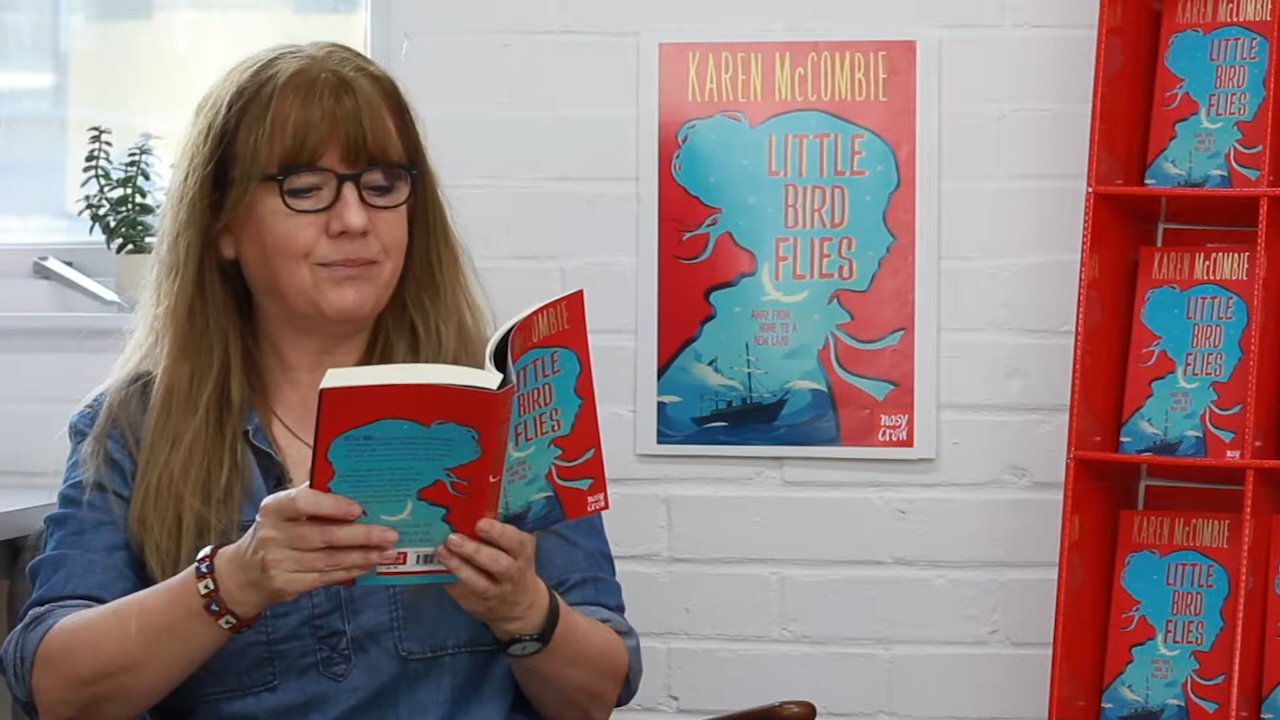 KAREN McCOMBIE
LITTLE
BIRD
FLIES
AWAY FROM
HOME TO A
NEW LAND
nosy
crow
COMBIE
LITTLE
BIRD
FLIES
nosy
crow
KAREN McCOMBIE
LITTLE
BIRD
FLIES
KAREN McCOMBIE
LITTLE
BIRD
FLIES
KAREN McCOMBIE
LITTLE
BIRD
FLIES